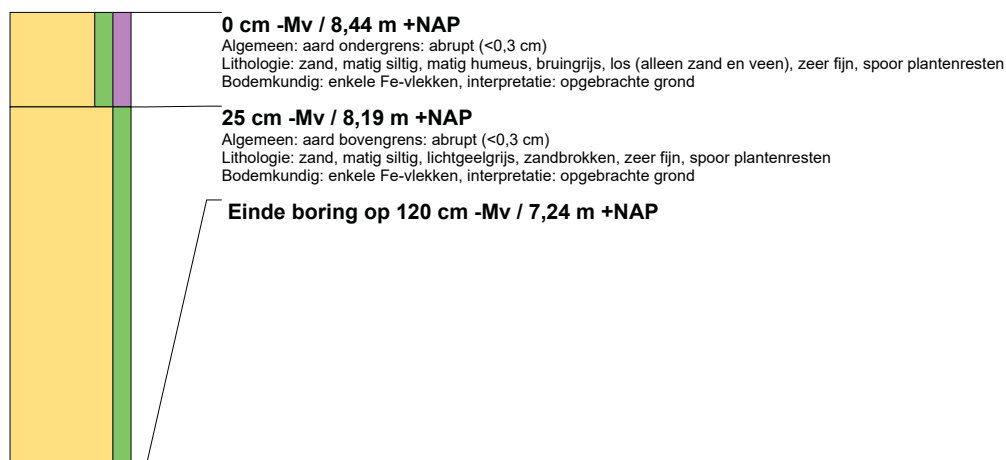 0 cm -Mv / 8,44 m +NAP
Algemeen: aard ondergrens: abrupt (<0,3 cm)
Lithologie: zand, matig siltig, matig humeus, bruingrijs, los (alleen zand en veen), zeer fijn, spoor plantenresten
Bodemkundig: enkele Fe-vlekken, interpretatie: opgebrachte grond
25 cm -Mv / 8,19 m +NAP
Algemeen: aard bovengrens: abrupt (<0,3 cm)
Lithologie: zand, matig siltig, lichtgeelgrijs, zandbrokken, zeer fijn, spoor plantenresten
Bodemkundig: enkele Fe-vlekken, interpretatie: opgebrachte grond
Einde boring op 120 cm -Mv / 7,24 m +NAP